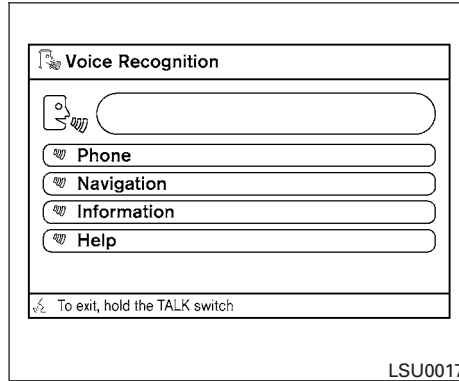 Voice Recognition
Phone
Navigation
Information
Help
To exit, hold the TALK switch
LSU0017